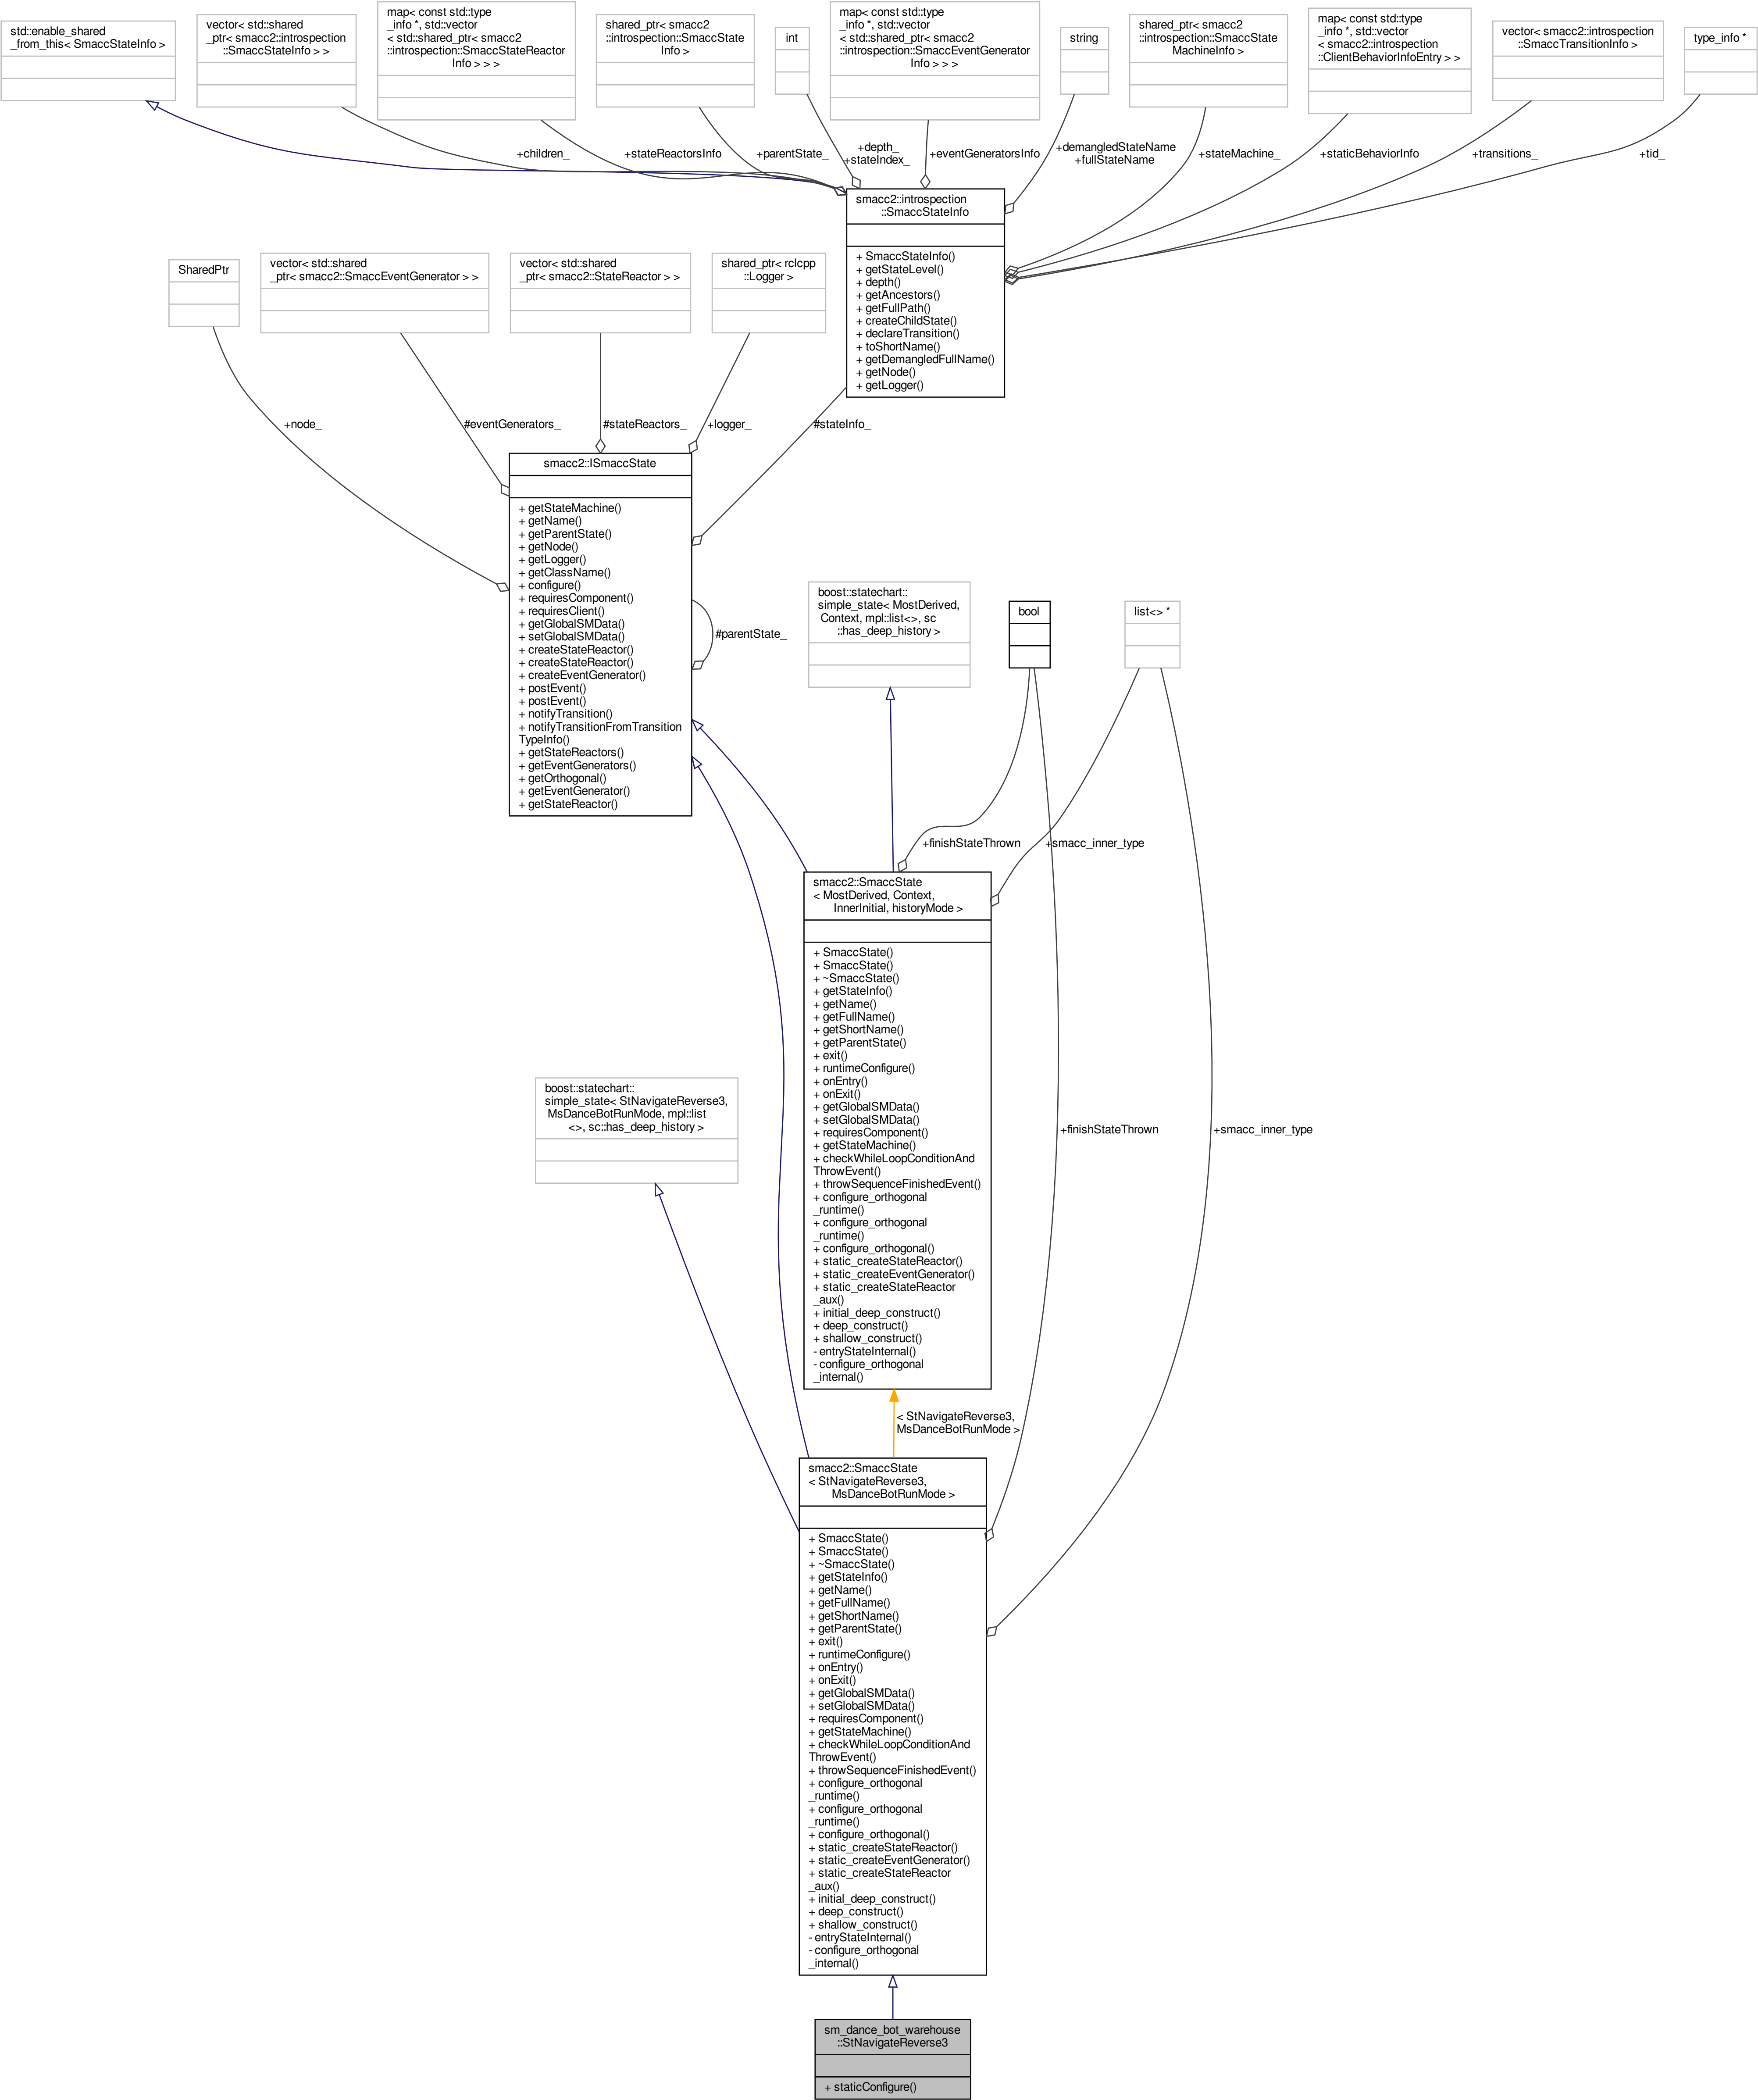 std::enable_shared
_from_this< SmaccStateInfo >
vector< std::shared
_ptr< smacc2::introspection
::SmaccStateInfo > >
map< const std::type
_info *, std::vector
< std::shared_ptr< smacc2
::introspection::SmaccStateReactor
Info > > >
shared_ptr< smacc2
::introspection::SmaccState
Info >
int
map< const std::type
_info *, std::vector
< std::shared_ptr< smacc2
::introspection::SmaccEventGenerator
Info > > >
string
shared_ptr< smacc2
::introspection::SmaccState
MachineInfo >
map< const std::type
_info *, std::vector
< smacc2::introspection
::ClientBehaviorInfoEntry > >
vector< smacc2::introspection
::SmaccTransitionInfo >
type_info *
+children_
+stateReactorsInfo
+parentState_
+depth_
+stateIndex_
+eventGeneratorsInfo
+demangledStateName
+fullStateName
+stateMachine_
+staticBehaviorInfo
+transitions_
+tid_
smacc2::introspection
::SmaccStateInfo
+ SmaccStateInfo()
+ getStateLevel()
+ depth()
+ getAncestors()
+ getFullPath()
+ createChildState()
+ declareTransition()
+ toShortName()
+ getDemangledFullName()
+ getNode()
+ getLogger()
SharedPtr
vector< std::shared
_ptr< smacc2::SmaccEventGenerator > >
vector< std::shared
_ptr< smacc2::StateReactor > >
shared_ptr< rclcpp
::Logger >
+node_
#eventGenerators_
#stateReactors_
+logger_
#stateInfo_
smacc2::ISmaccState
+ getStateMachine()
+ getName()
+ getParentState()
+ getNode()
+ getLogger()
+ getClassName()
+ configure()
+ requiresComponent()
+ requiresClient()
+ getGlobalSMData()
+ setGlobalSMData()
+ createStateReactor()
+ createStateReactor()
+ createEventGenerator()
+ postEvent()
+ postEvent()
+ notifyTransition()
+ notifyTransitionFromTransition
TypeInfo()
+ getStateReactors()
+ getEventGenerators()
+ getOrthogonal()
+ getEventGenerator()
+ getStateReactor()
#parentState_
boost::statechart::
simple_state< MostDerived,
Context, mpl::list<>, sc
::has_deep_history >
bool
list<> *
+finishStateThrown
+smacc_inner_type
smacc2::SmaccState
< MostDerived, Context,
InnerInitial, historyMode >
+ SmaccState()
+ SmaccState()
+ ~SmaccState()
+ getStateInfo()
+ getName()
+ getFullName()
+ getShortName()
+ getParentState()
+ exit()
+ runtimeConfigure()
+ onEntry()
+ onExit()
+ getGlobalSMData()
+ setGlobalSMData()
+ requiresComponent()
+ getStateMachine()
+ checkWhileLoopConditionAnd
ThrowEvent()
+ throwSequenceFinishedEvent()
+ configure_orthogonal
_runtime()
+ configure_orthogonal
_runtime()
+ configure_orthogonal()
+ static_createStateReactor()
+ static_createEventGenerator()
+ static_createStateReactor
_aux()
+ initial_deep_construct()
+ deep_construct()
+ shallow_construct()
- entryStateInternal()
- configure_orthogonal
_internal()
boost::statechart::
simple_state< StNavigateReverse3,
MsDanceBotRunMode, mpl::list
<>, sc::has_deep_history >
+finishStateThrown
+smacc_inner_type
< StNavigateReverse3,
MsDanceBotRunMode >
smacc2::SmaccState
< StNavigateReverse3,
MsDanceBotRunMode >
+ SmaccState()
+ SmaccState()
+ ~SmaccState()
+ getStateInfo()
+ getName()
+ getFullName()
+ getShortName()
+ getParentState()
+ exit()
+ runtimeConfigure()
+ onEntry()
+ onExit()
+ getGlobalSMData()
+ setGlobalSMData()
+ requiresComponent()
+ getStateMachine()
+ checkWhileLoopConditionAnd
ThrowEvent()
+ throwSequenceFinishedEvent()
+ configure_orthogonal
_runtime()
+ configure_orthogonal
_runtime()
+ configure_orthogonal()
+ static_createStateReactor()
+ static_createEventGenerator()
+ static_createStateReactor
_aux()
+ initial_deep_construct()
+ deep_construct()
+ shallow_construct()
- entryStateInternal()
- configure_orthogonal
_internal()
sm_dance_bot_warehouse
::StNavigateReverse3
+ staticConfigure()